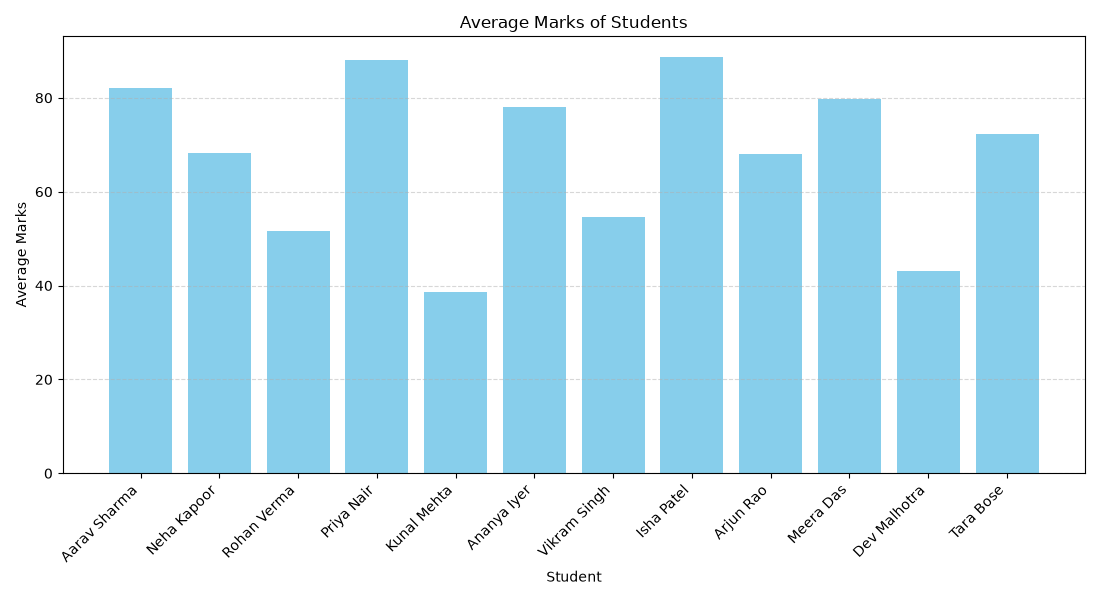 Average Marks of Students
Average Marks
80
60
40
20
0
Aarav Sharma
Neha Kapoor
Rohan Verma
Priya Nair
Kunal Mehta
Ananya Iyer
Vikram Singh
Isha Patel
Arjun Rao
Meera Das
Dev Malhotra
Tara Bose
Student